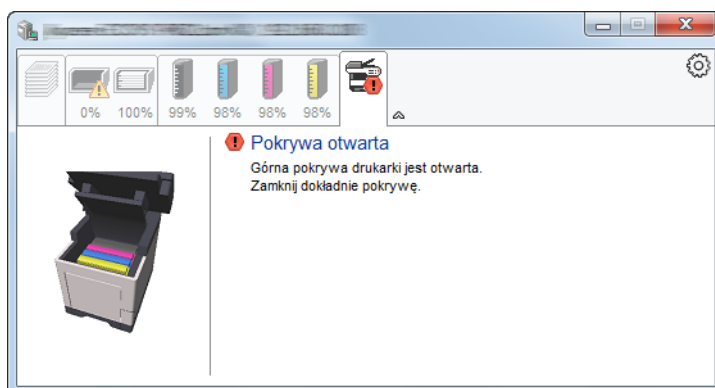 0% 100% 99% 98% 98% 98%
Pokrywa otwarta
Górna pokrywa drukarki jest otwarta.
Zamknij dokładnie pokrywę.